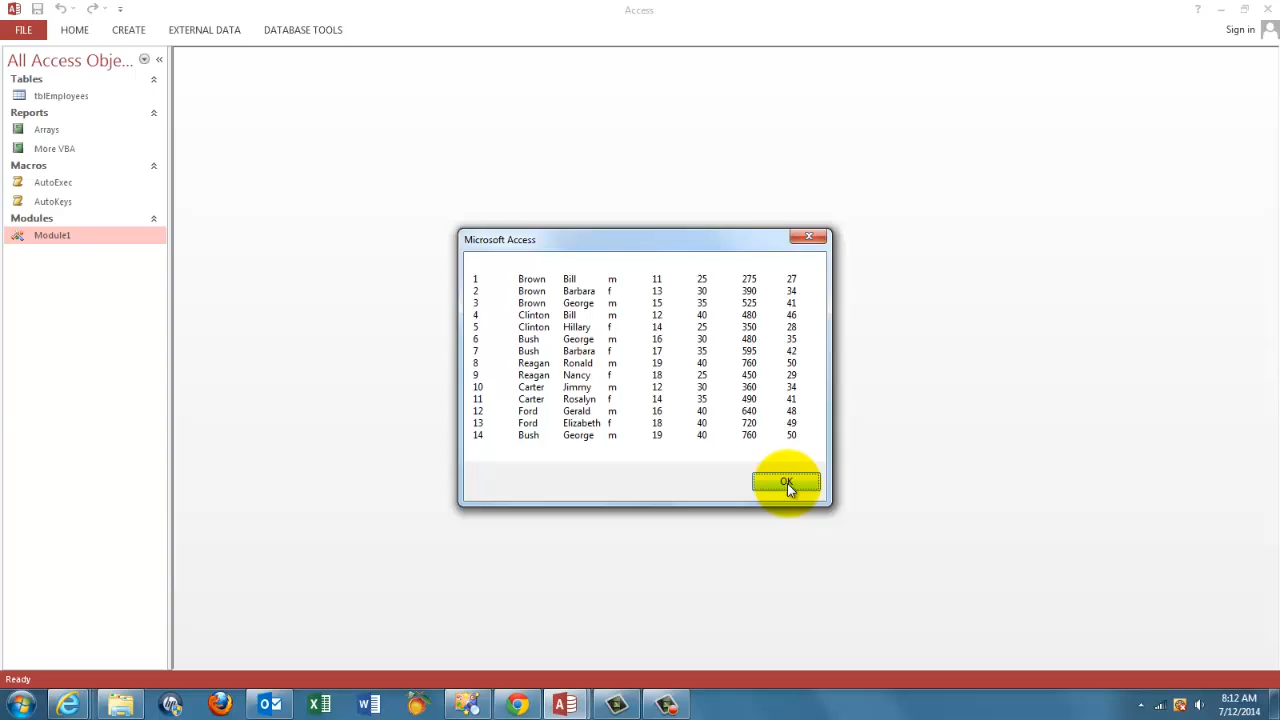 Access
?
FILE HOME CREATE EXTERNAL DATA DATABASE TOOLS Sign in
All Access Obje...
Tables
tblEmployees
Reports
Arrays
More VBA
Macros
AutoExec
AutoKeys
Modules
Module1
Microsoft Access
1 Brown Bill m 11 25 275 27
2 Brown Barbara f 13 30 390 34
3 Brown George m 15 35 525 41
4 Clinton Bill m 12 40 480 46
5 Clinton Hillary f 14 25 350 28
6 Bush George m 16 30 480 35
7 Bush Barbara f 17 35 595 42
8 Reagan Ronald m 19 40 760 50
9 Reagan Nancy f 18 25 450 29
10 Carter Jimmy m 12 30 360 34
11 Carter Rosalyn f 14 35 490 41
12 Ford Gerald m 16 40 640 48
13 Ford Elizabeth f 18 40 720 49
14 Bush George m 19 40 760 50
OK
Ready
8:12 AM
7/12/2014